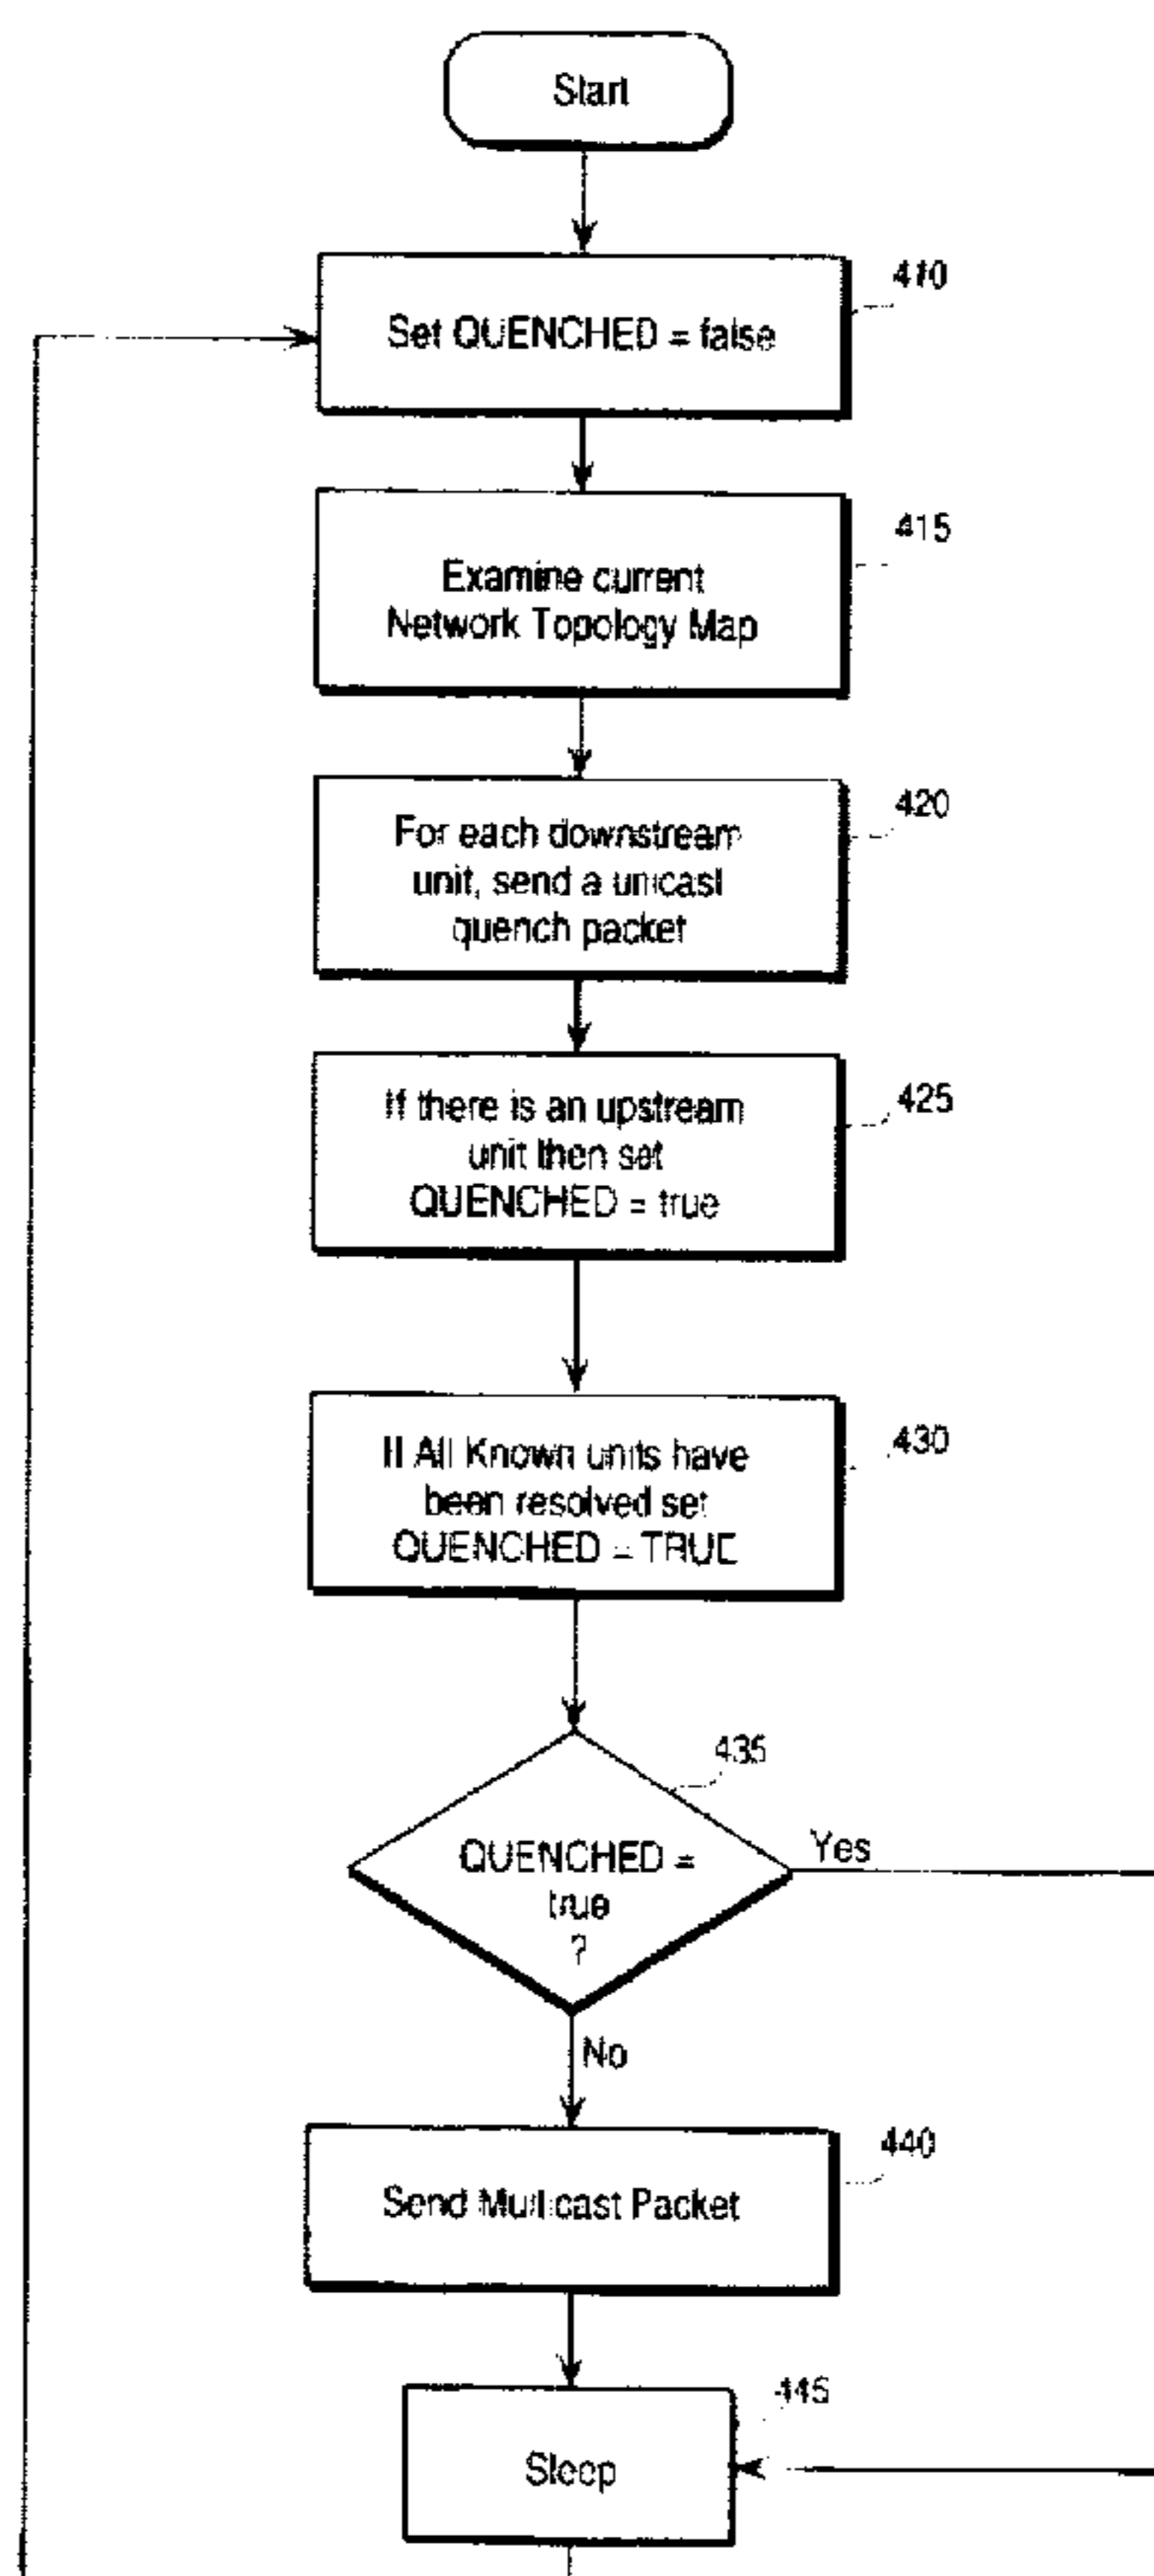 Start
410
Set QUENCHED = false
415
Examine current
Network Topology Map
420
For each downstream
unit, send a unicast
quench packet
425
If there is an upstream
unit then set
QUENCHED = true
430
If All Known units have
been resolved set
QUENCHED = TRUE
435
QUENCHED =
true
?
Yes
No
440
Send Multicast Packet
445
Sleep